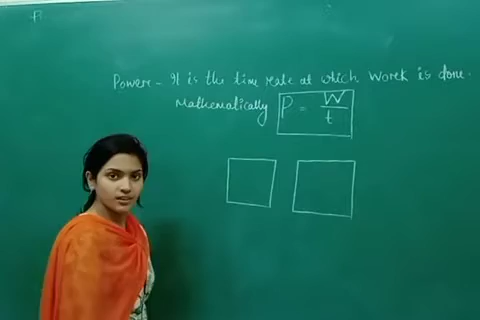 Power - It is the time rate at which work is done.
Mathematically P = W/t